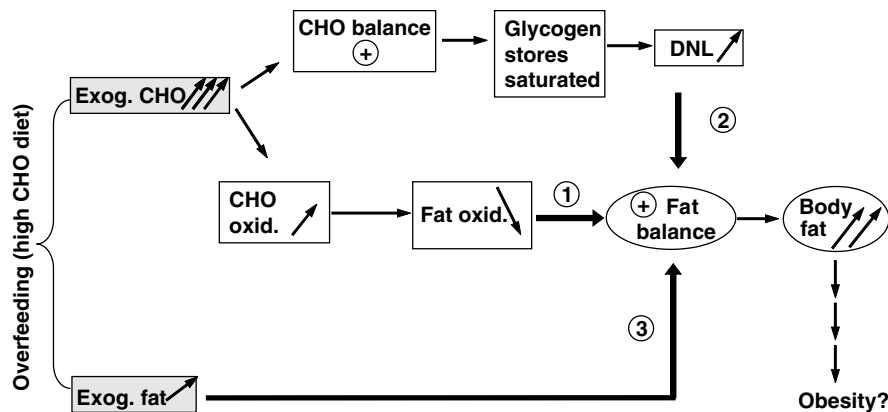 Overfeeding (high CHO diet)
Exog. CHO
CHO balance
+
Glycogen
stores
saturated
DNL
2
CHO
oxid.
Fat oxid.
1
+ Fat
balance
Body
fat
3
Exog. fat
Obesity?